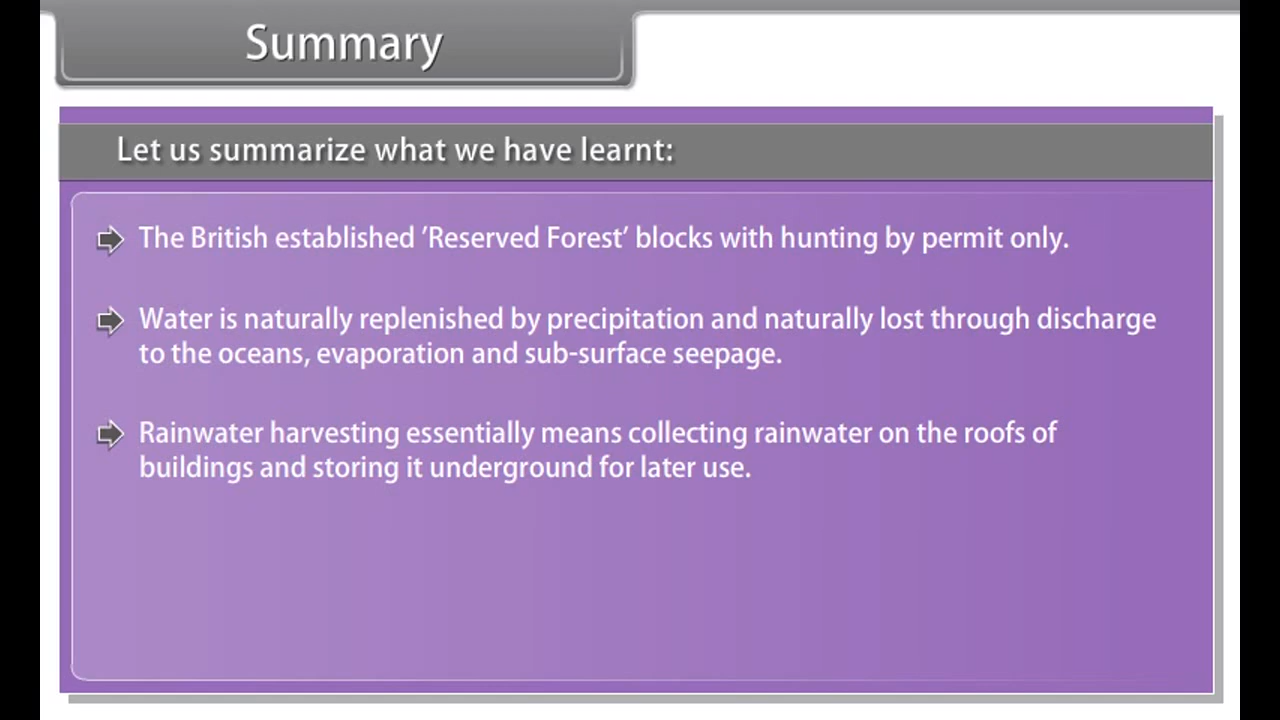 Summary
Let us summarize what we have learnt:
The British established ’Reserved Forest’ blocks with hunting by permit only.
Water is naturally replenished by precipitation and naturally lost through discharge
to the oceans, evaporation and sub-surface seepage.
Rainwater harvesting essentially means collecting rainwater on the roofs of
buildings and storing it underground for later use.